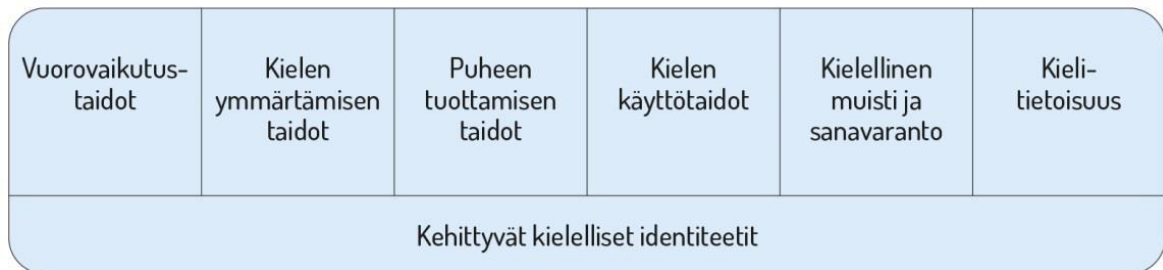 Vuorovaikutus-
taidot
Kielen
ymmärtämisen
taidot
Puheen
tuottamisen
taidot
Kielen
käyttötaidot
Kielellinen
muisti ja
sanavaranto
Kieli-
tietoisuus
Kehittyvät kielelliset identiteetit